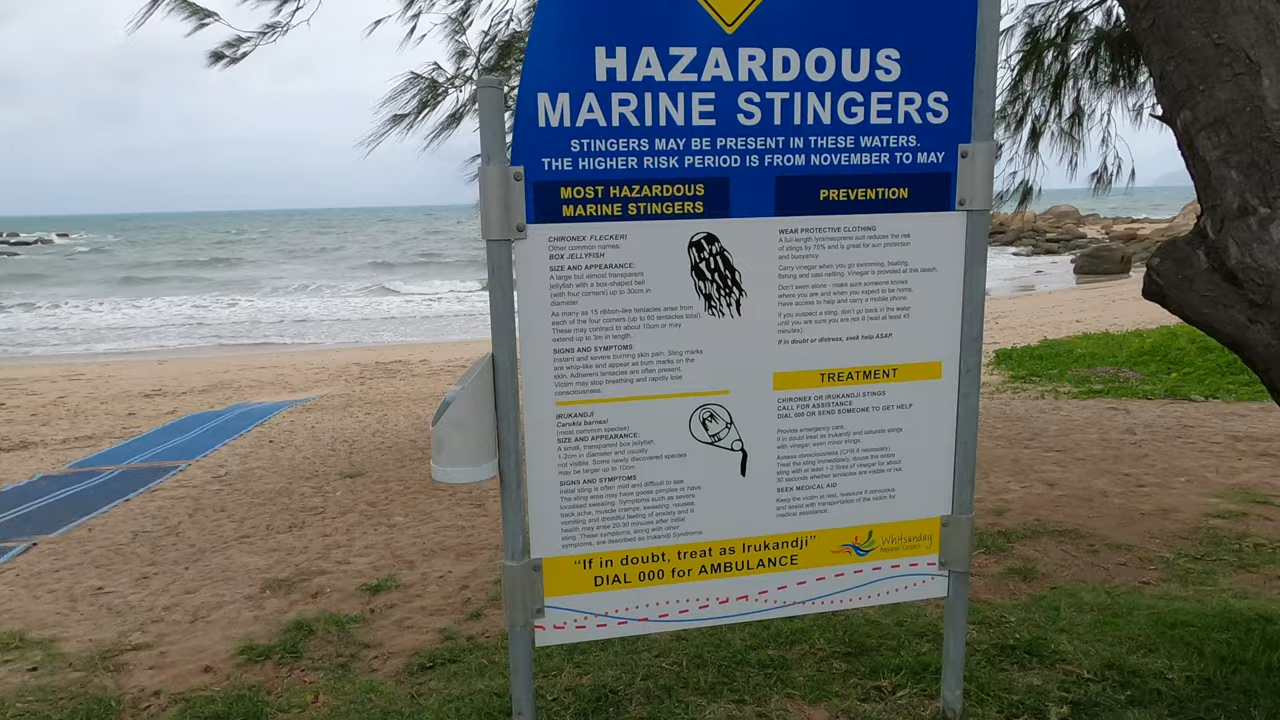 HAZARDOUS
MARINE STINGERS
STINGERS MAY BE PRESENT IN THESE WATERS.
THE HIGHER RISK PERIOD IS FROM NOVEMBER TO MAY
MOST HAZARDOUS
MARINE STINGERS
CHIRONEX FLECKERI
Other common names:
BOX JELLYFISH
SIZE AND APPEARANCE:
A large but almost transparent
jellyfish with a box-shaped bell
(with four corners) up to 30cm in
diameter.
As many as 15 ribbon-like tentacles arise from
each of the four corners (up to 60 tentacles total).
These may contract to about 10cm or may
extend up to 3m in length.
SIGNS AND SYMPTOMS:
Instant and severe burning skin pain. Sting marks
are whip-like and appear as burn marks on the
skin. Adherent tentacles are often present.
Victim may stop breathing and rapidly lose
consciousness.
IRUKANDJI
Carukia barnesi
(most common species)
SIZE AND APPEARANCE:
A small, transparent box jellyfish,
1-2cm in diameter and usually
not visible. Some newly discovered species
may be larger up to 10cm
SIGNS AND SYMPTOMS
Initial sting is often mild and difficult to see.
The sting area may have goose pimples or have
localised sweating. Symptoms such as severe
back ache, muscle cramps, sweating, nausea,
vomiting and dreadful feeling of anxiety and ill
health may arise 20-30 minutes after initial
sting. These symptoms, along with other
symptoms, are described as Irukandji Syndrome.
PREVENTION
WEAR PROTECTIVE CLOTHING
A full length lyra/neoprene suit reduces the risk
of stings by 75% and is great for sun protection
and buoyancy.
Carry vinegar when you go swimming, boating,
fishing and cast-netting. Vinegar is provided at this beach.
Don't swim alone - make sure someone knows
where you are and when you expect to be home.
Have access to help and carry a mobile phone.
If you suspect a sting, don't go back in the water
until you are sure you are not ill (wait at least 45
minutes).
If in doubt or distress, seek help ASAP.
TREATMENT
CHIRONEX OR IRUKANDJI STINGS
CALL FOR ASSISTANCE
DIAL 000 OR SEND SOMEONE TO GET HELP
Provide emergency care,
if in doubt treat as Irukandji and saturate stings
with vinegar, even minor stings.
Assess consciousness (CPR if necessary)
Treat the sting immediately, douse the entire
sting with at least 1-2 litres of vinegar for about
30 seconds whether tentacles are visible or not.
SEEK MEDICAL AID
Keep the victim at rest, reassure if conscious
and assist with transportation of the victim for
medical assistance.
"If in doubt, treat as Irukandji"
DIAL 000 for AMBULANCE
Whitsunday
Regional Council